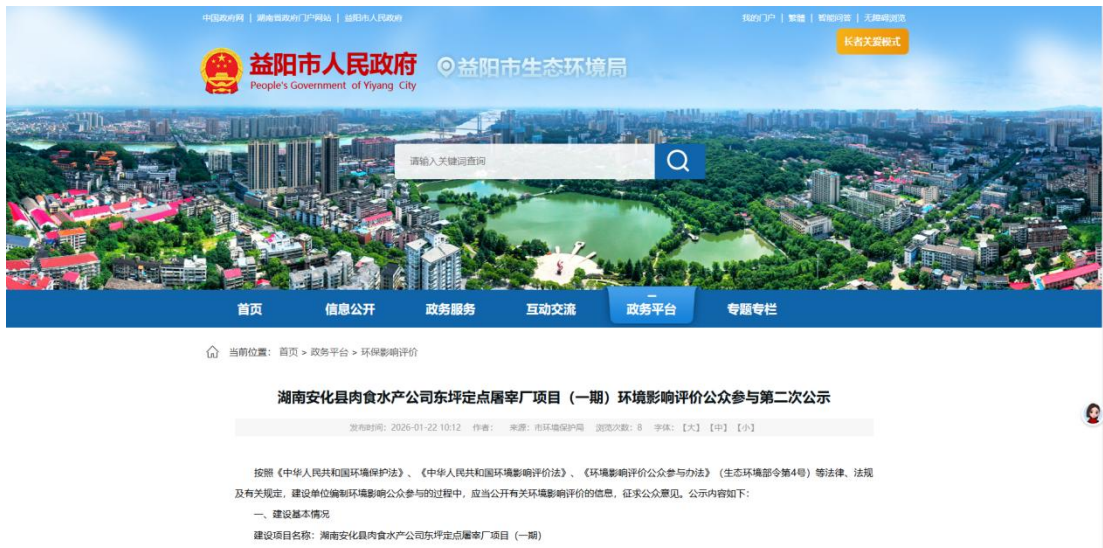 中国政府网 | 湖南省政府门户网站 | 益阳市人民政府
我的门户 | 繁體 | 智能问答 | 无障碍浏览
长者关爱模式
益阳市人民政府
People's Government of Yiyang City
益阳市生态环境局
请输入关键词查询
首页 信息公开 政务服务 互动交流 政务平台 专题专栏
当前位置: 首页 > 政务平台 > 环保影响评价
湖南安化县肉食水产公司东坪定点屠宰厂项目（一期）环境影响评价公众参与第二次公示
发布时间: 2026-01-22 10:12 作者: 来源: 市环境保护局 浏览次数: 8 字体: 【大】 【中】 【小】
按照《中华人民共和国环境保护法》、《中华人民共和国环境影响评价法》、《环境影响评价公众参与办法》（生态环境部令第4号）等法律、法规
及有关规定，建设单位编制环境影响公众参与的过程中，应当公开有关环境影响评价的信息，征求公众意见。公示内容如下：
一、建设基本情况
建设项目名称：湖南安化县肉食水产公司东坪定点屠宰厂项目（一期）